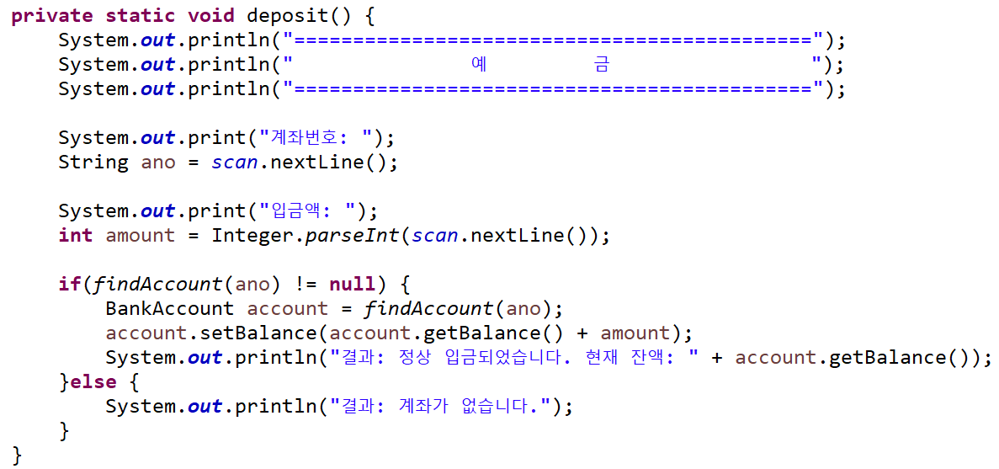 private static void deposit() {
    System.out.println("============================================");
    System.out.println("               예         금                 ");
    System.out.println("============================================");

    System.out.print("계좌번호: ");
    String ano = scan.nextLine();

    System.out.print("입금액: ");
    int amount = Integer.parseInt(scan.nextLine());

    if(findAccount(ano) != null) {
        BankAccount account = findAccount(ano);
        account.setBalance(account.getBalance() + amount);
        System.out.println("결과: 정상 입금되었습니다. 현재 잔액: " + account.getBalance());
    }else {
        System.out.println("결과: 계좌가 없습니다.");
    }
}